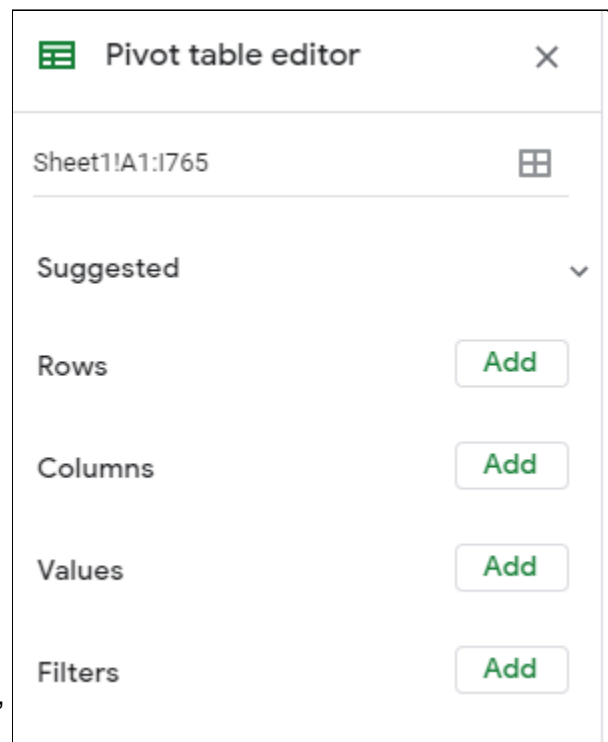 Pivot table editor
Sheet1!A1:I765
Suggested
Rows Add
Columns Add
Values Add
Filters Add
,